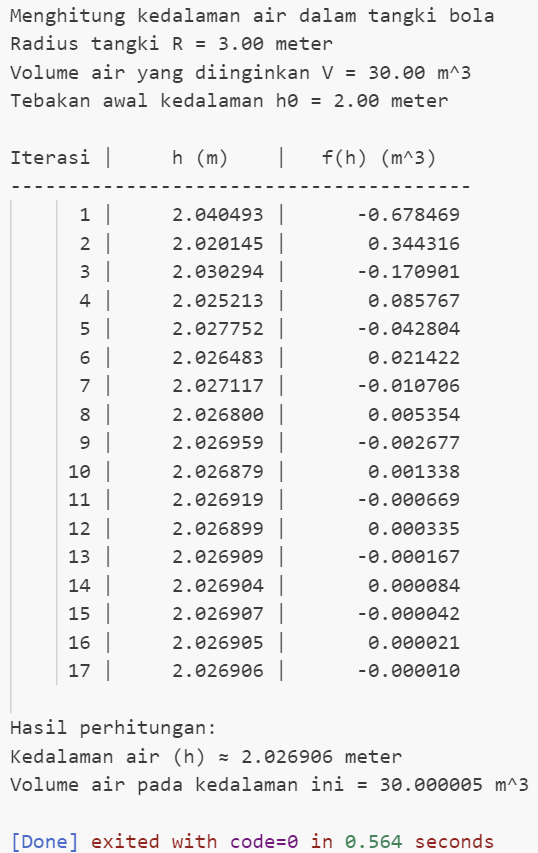 Menghitung kedalaman air dalam tangki bola
Radius tangki R = 3.00 meter
Volume air yang diinginkan V = 30.00 m^3
Tebakan awal kedalaman h0 = 2.00 meter
Iterasi |     h (m)    |   f(h) (m^3)
-----------------------------------------
1 |     2.040493 |      -0.678469
2 |     2.020145 |       0.344316
3 |     2.030294 |      -0.170901
4 |     2.025213 |       0.085767
5 |     2.027752 |      -0.042804
6 |     2.026483 |       0.021422
7 |     2.027117 |      -0.010706
8 |     2.026800 |       0.005354
9 |     2.026959 |      -0.002677
10 |     2.026879 |       0.001338
11 |     2.026919 |      -0.000669
12 |     2.026899 |       0.000335
13 |     2.026909 |      -0.000167
14 |     2.026904 |       0.000084
15 |     2.026907 |      -0.000042
16 |     2.026905 |       0.000021
17 |     2.026906 |      -0.000010
Hasil perhitungan:
Kedalaman air (h) ≈ 2.026906 meter
Volume air pada kedalaman ini = 30.000005 m^3
[Done] exited with code=0 in 0.564 seconds